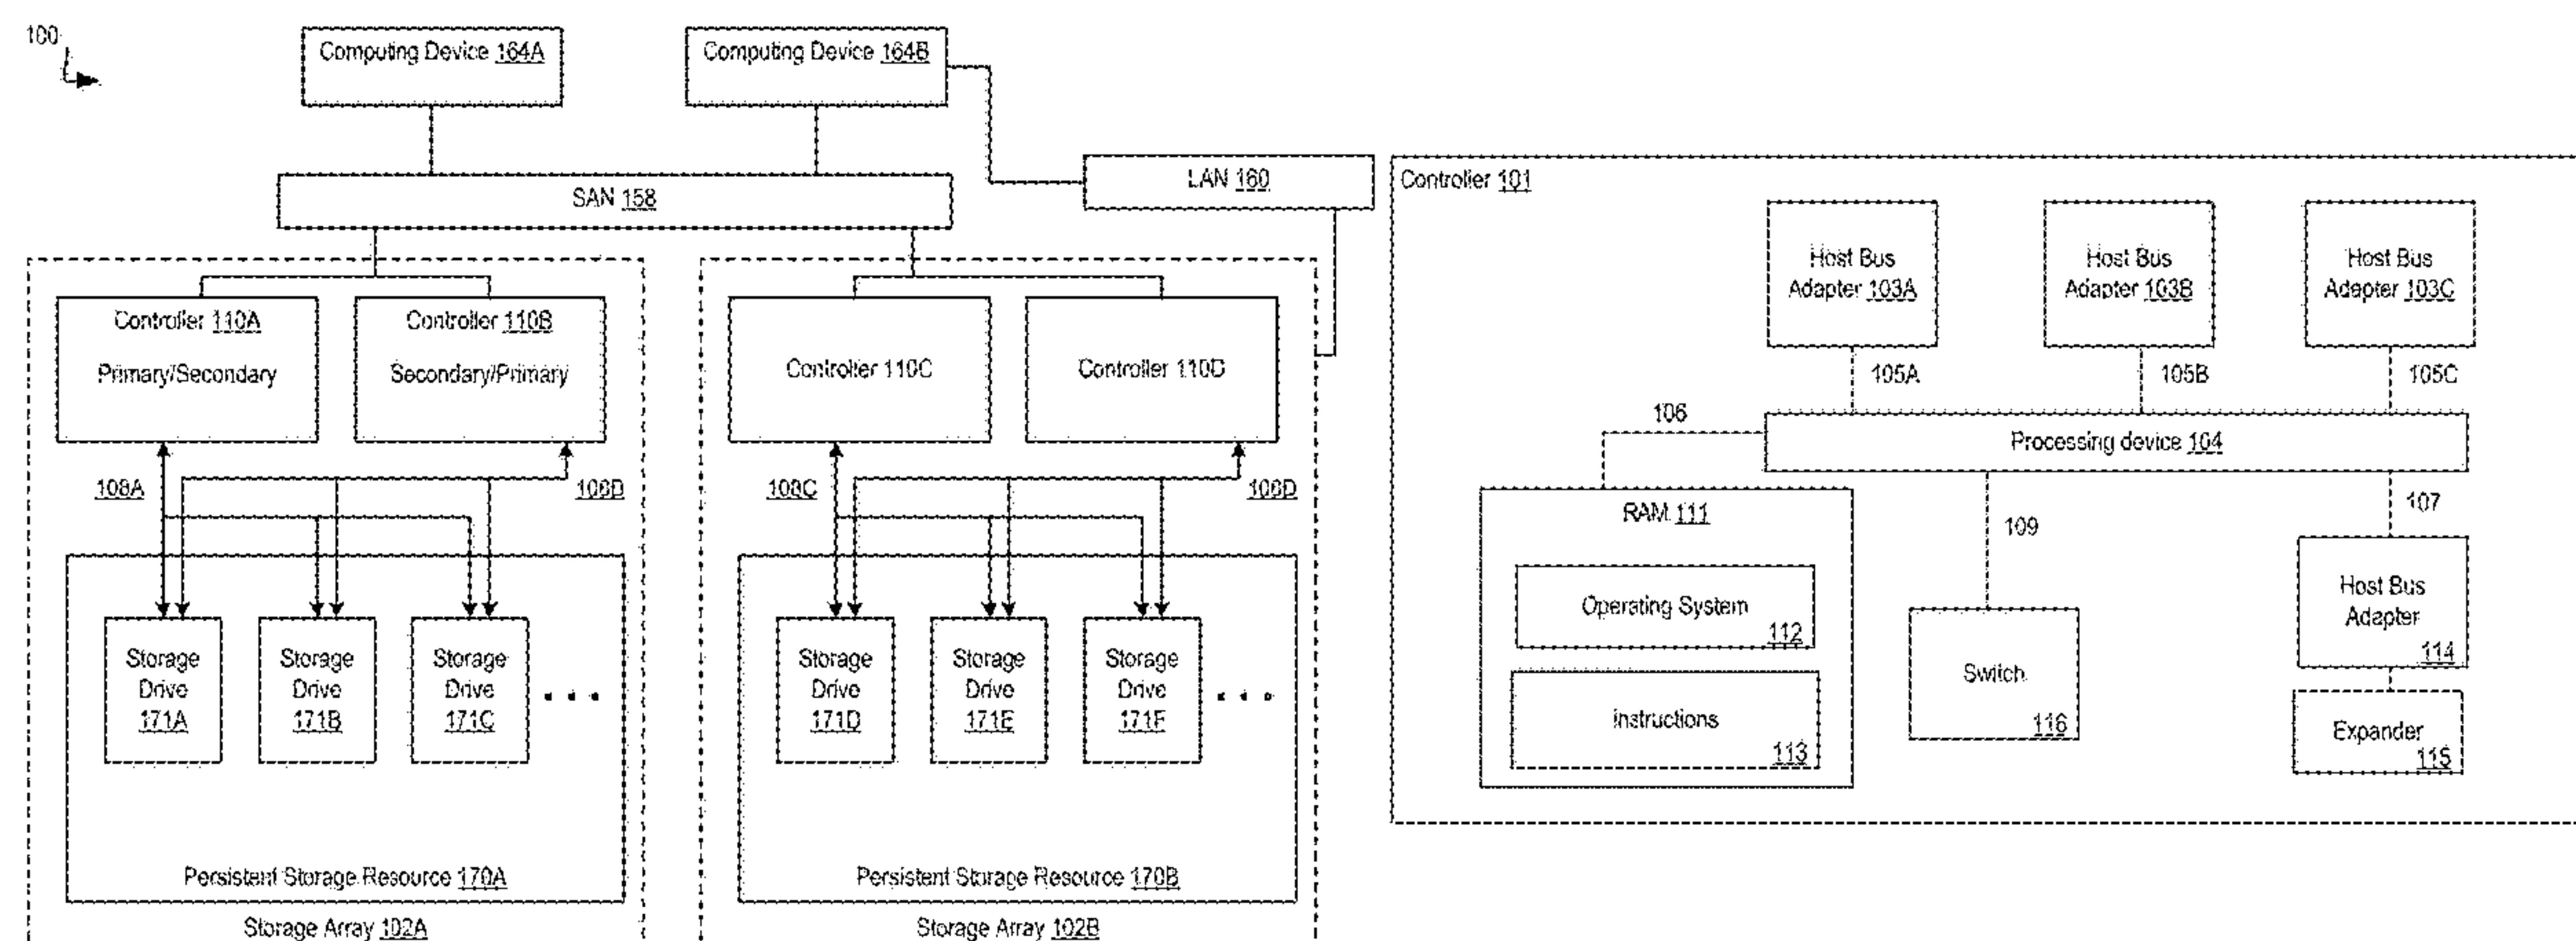 100
Computing Device 164A
Computing Device 164B
SAN 158
LAN 160
Controller 110A
Primary/Secondary
Controller 110B
Secondary/Primary
Controller 110C
Controller 110D
108A
108B
108C
108D
Storage
Drive
171A
Storage
Drive
171B
Storage
Drive
171C
...
Storage
Drive
171D
Storage
Drive
171E
Storage
Drive
171F
...
Persistent Storage Resource 170A
Persistent Storage Resource 170B
Storage Array 102A
Storage Array 102B
Controller 101
Host Bus
Adapter 103A
Host Bus
Adapter 103B
Host Bus
Adapter 103C
105A
105B
105C
106
Processing device 104
RAM 111
109
107
Operating System
112
Instructions
113
Switch
116
Host Bus
Adapter
114
Expander
115